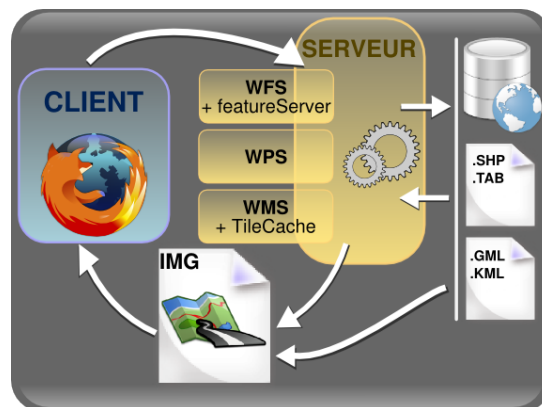 SERVEUR
CLIENT
WFS
+ featureServer
WPS
WMS
+ TileCache
.SHP
.TAB
.GML
.KML
IMG